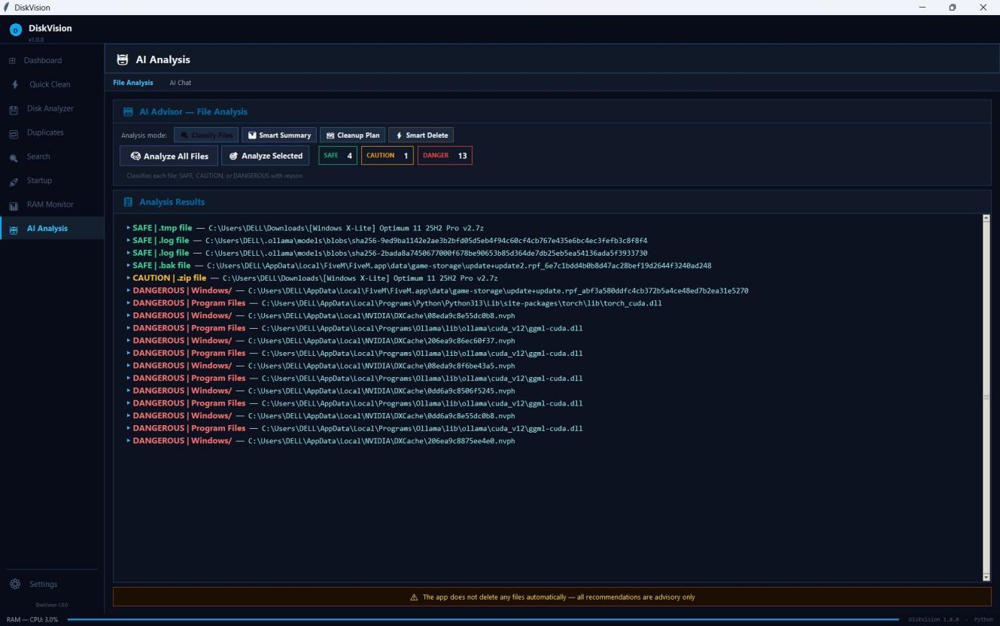 DiskVision
D DiskVision
v1.0.0
Dashboard
Quick Clean
Disk Analyzer
Duplicates
Search
Startup
RAM Monitor
AI Analysis
Settings
DiskVision 1.0.0
AI Analysis
File Analysis AI Chat
AI Advisor — File Analysis
Analysis mode: Classify Files Smart Summary Cleanup Plan Smart Delete
Analyze All Files Analyze Selected SAFE 4 CAUTION 1 DANGER 13
Classifies each file: SAFE, CAUTION, or DANGEROUS with reason
Analysis Results
SAFE | .tmp file — C:\Users\DELL\Downloads\[Windows X-Lite] Optimum 11 25H2 Pro v2.7z
SAFE | .log file — C:\Users\DELL\.ollama\models\blobs\sha256-9ed9ba1142e2ae3b2bfd05d5eb4f94c60cf4cb767e435e6bc4ec3fefb3c8f8f4
SAFE | .log file — C:\Users\DELL\.ollama\models\blobs\sha256-2bada8a7450677000f678be90653b85d364de7db25eb5ea54136ada5f3933730
SAFE | .bak file — C:\Users\DELL\AppData\Local\FiveM\FiveM.app\data\game-storage\update+update2.rpf_6e7c1bdd4b0b8d47ac28bef19d2644f3240ad248
CAUTION | .zip file — C:\Users\DELL\Downloads\[Windows X-Lite] Optimum 11 25H2 Pro v2.7z
DANGEROUS | Windows/ — C:\Users\DELL\AppData\Local\FiveM\FiveM.app\data\game-storage\update+update.rpf_abf3a580ddfc4cb372b5a4ce48ed7b2ea31e5270
DANGEROUS | Program Files — C:\Users\DELL\AppData\Local\Programs\Python\Python313\Lib\site-packages\torch\lib\torch_cuda.dll
DANGEROUS | Windows/ — C:\Users\DELL\AppData\Local\NVIDIA\DXCache\08eda9c8e55dc0b8.nvph
DANGEROUS | Program Files — C:\Users\DELL\AppData\Local\Programs\Ollama\lib\ollama\cuda_v12\ggml-cuda.dll
DANGEROUS | Windows/ — C:\Users\DELL\AppData\Local\NVIDIA\DXCache\206ea9c86ec60f37.nvph
DANGEROUS | Program Files — C:\Users\DELL\AppData\Local\Programs\Ollama\lib\ollama\cuda_v12\ggml-cuda.dll
DANGEROUS | Windows/ — C:\Users\DELL\AppData\Local\NVIDIA\DXCache\08eda9c8f6be43a5.nvph
DANGEROUS | Program Files — C:\Users\DELL\AppData\Local\Programs\Ollama\lib\ollama\cuda_v12\ggml-cuda.dll
DANGEROUS | Windows/ — C:\Users\DELL\AppData\Local\NVIDIA\DXCache\0dd6a9c8506f5245.nvph
DANGEROUS | Program Files — C:\Users\DELL\AppData\Local\Programs\Ollama\lib\ollama\cuda_v12\ggml-cuda.dll
DANGEROUS | Windows/ — C:\Users\DELL\AppData\Local\NVIDIA\DXCache\0dd6a9c8e55dc0b8.nvph
DANGEROUS | Program Files — C:\Users\DELL\AppData\Local\Programs\Ollama\lib\ollama\cuda_v12\ggml-cuda.dll
DANGEROUS | Windows/ — C:\Users\DELL\AppData\Local\NVIDIA\DXCache\206ea9c8875ee4e0.nvph
The app does not delete any files automatically — all recommendations are advisory only
RAM — CPU: 3.0% DiskVision 1.0.0 - Python